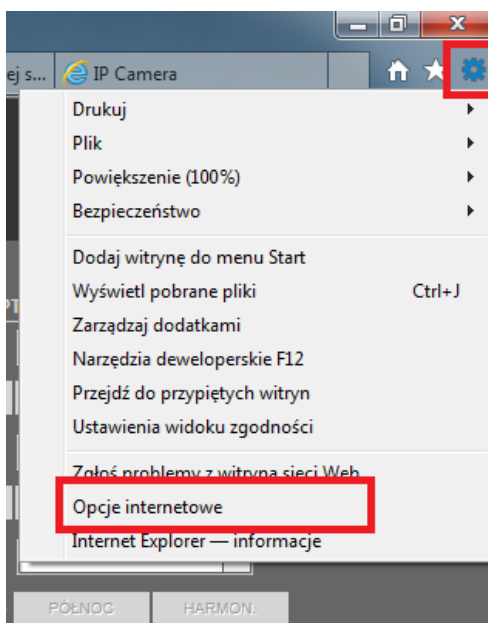 ej s...
IP Camera
Drukuj
Plik
Powiększenie (100%)
Bezpieczeństwo
Dodaj witrynę do menu Start
Wyświetl pobrane pliki Ctrl+J
Zarządzaj dodatkami
Narzędzia deweloperskie F12
Przejdź do przypiętych witryn
Ustawienia widoku zgodności
Zgłoś problemy z witryną sieci Web
Opcje internetowe
Internet Explorer — informacje
PÓŁNOC
HARMON.